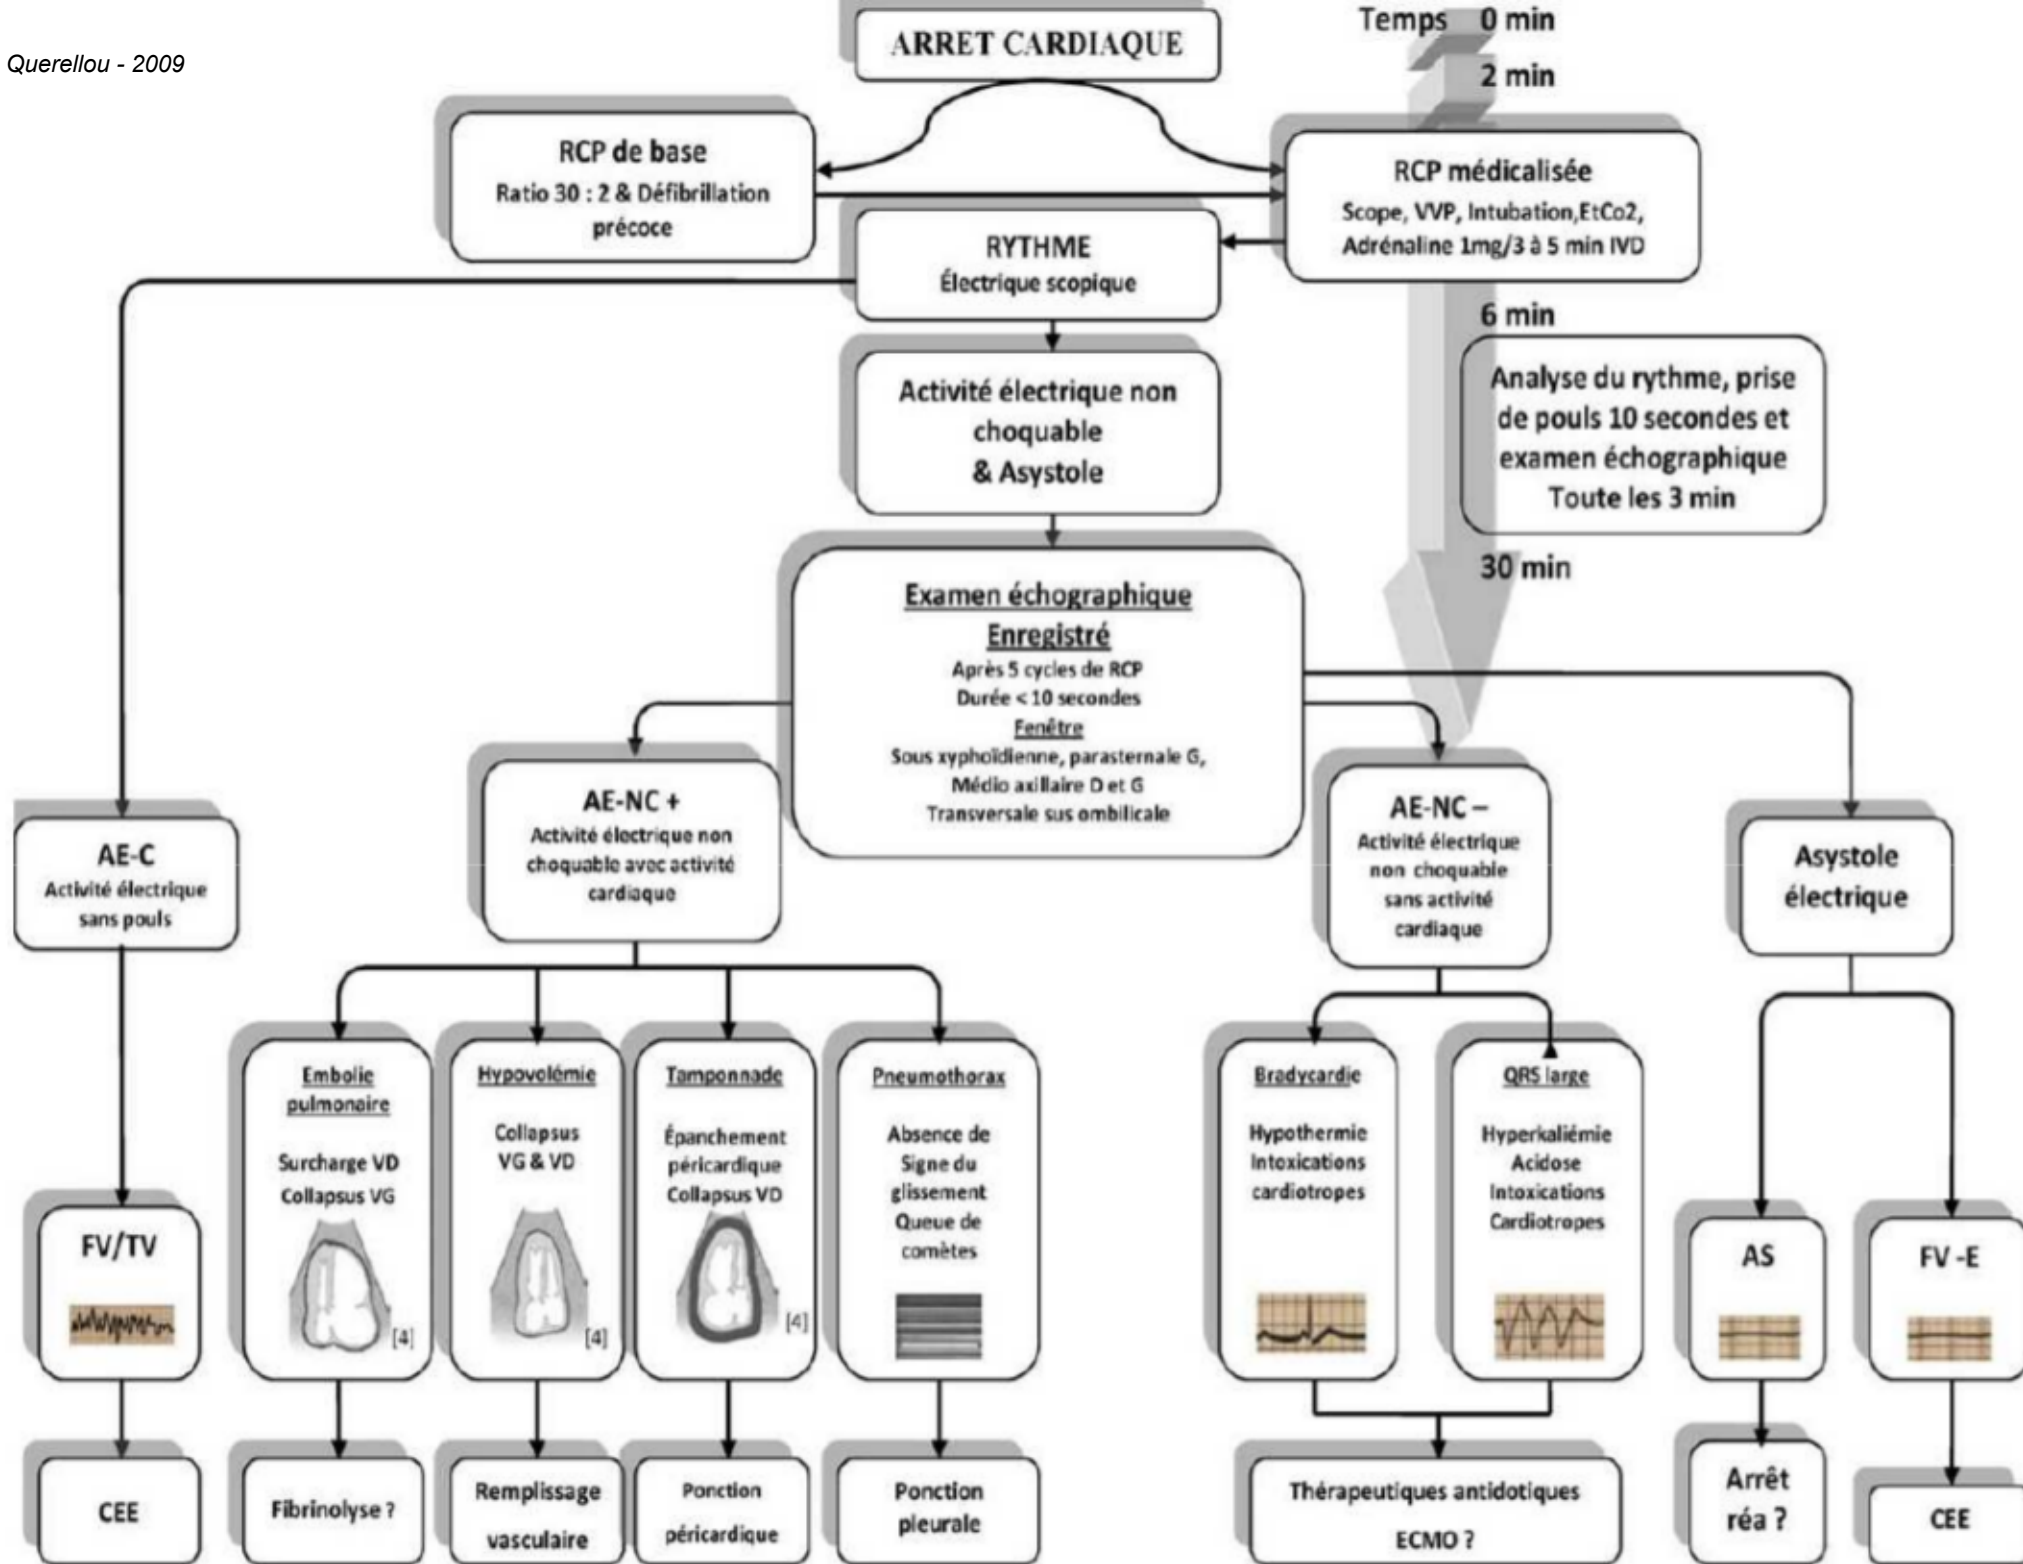 Querellou - 2009
ARRET CARDIAQUE
Temps 0 min
2 min
RCP de base
Ratio 30 : 2 & Défibrillation
précoce
RCP médicalisée
Scope, VVP, Intubation,EtCo2,
Adrénaline 1mg/3 à 5 min IVD
RYTHME
Électrique scopique
6 min
Activité électrique non
choquable
& Asystole
Analyse du rythme, prise
de pouls 10 secondes et
examen échographique
Toute les 3 min
30 min
Examen échographique
Enregistré
Après 5 cycles de RCP
Durée < 10 secondes
Fenêtre
Sous xyphoïdienne, parasternale G,
Médio axillaire D et G
Transversale sus ombilicale
AE-C
Activité électrique
sans pouls
AE-NC +
Activité électrique non
choquable avec activité
cardiaque
AE-NC –
Activité électrique
non choquable
sans activité
cardiaque
Asystole
électrique
FV/TV
Embolie
pulmonaire
Surcharge VD
Collapsus VG
[4]
Hypovolémie
Collapsus
VG & VD
[4]
Tamponnade
Épanchement
péricardique
Collapsus VD
[4]
Pneumothorax
Absence de
Signe du
glissement
Queue de
comètes
Bradycardie
Hypothermie
Intoxications
cardiotropes
QRS large
Hyperkaliémie
Acidose
Intoxications
Cardiotropes
AS
FV -E
CEE
Fibrinolyse ?
Remplissage
vasculaire
Ponction
péricardique
Ponction
pleurale
Thérapeutiques antidotiques
ECMO ?
Arrêt
réa ?
CEE